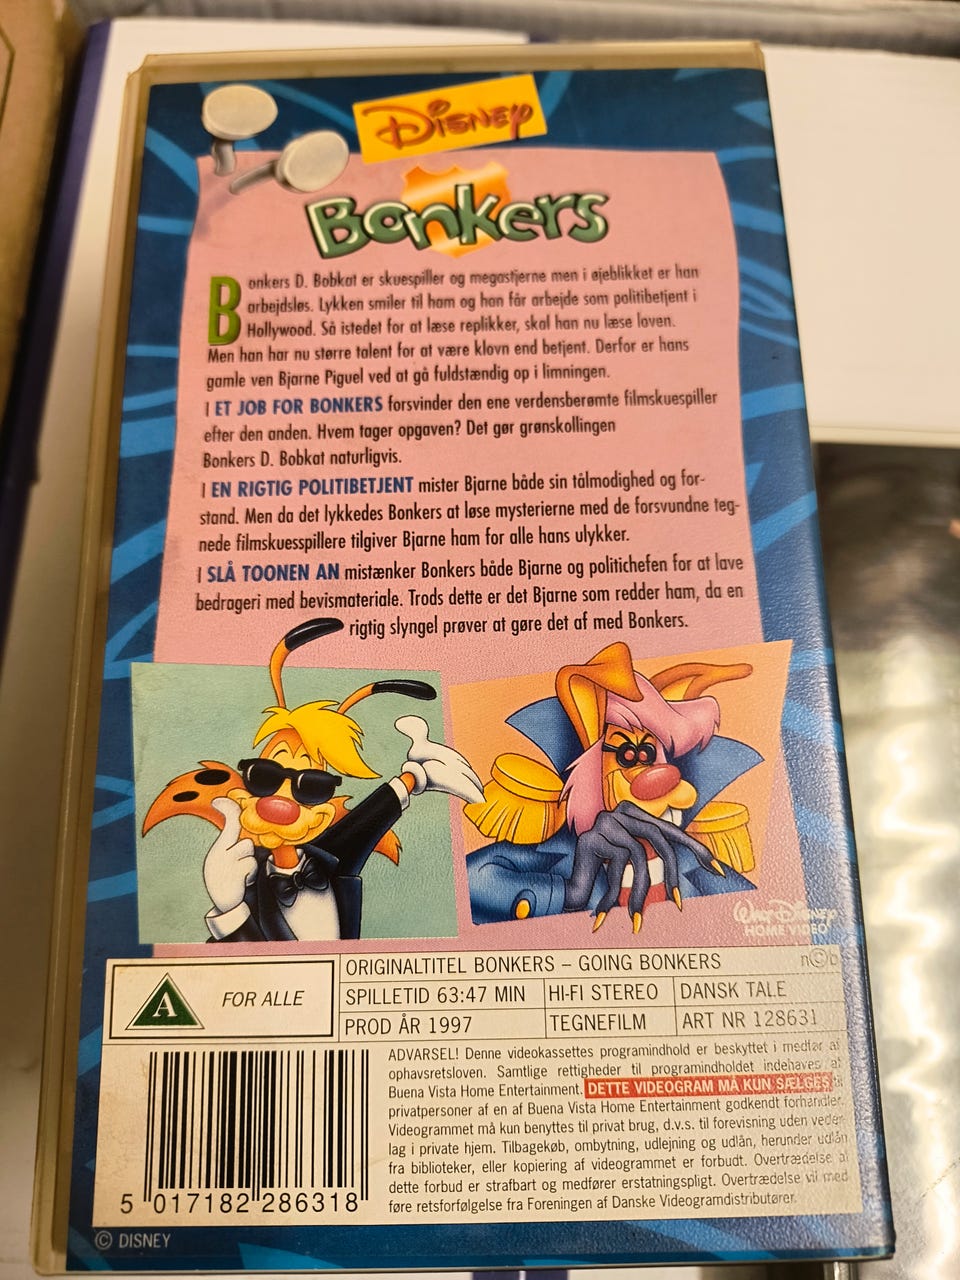 DISNEY
Bonkers
Bonkers D. Bobkat er skuespiller og megastjerne men i øjeblikket er han
arbejdsløs. Lykken smiler til ham og han får arbejde som politibetjent i
Hollywood. Så istedet for at læse replikker, skal han nu læse loven.
Men han har nu større talent for at være klovn end betjent. Derfor er hans
gamle ven Bjarne Piguel ved at gå fuldstændig op i limningen.
I ET JOB FOR BONKERS forsvinder den ene verdensberømte filmskuespiller
efter den anden. Hvem tager opgaven? Det gør grønskollingen
Bonkers D. Bobkat naturligvis.
I EN RIGTIG POLITIBETJENT mister Bjarne både sin tålmodighed og for-
stand. Men da det lykkedes Bonkers at løse mysterierne med de forsvundne teg-
nede filmskuesspillere tilgiver Bjarne ham for alle hans ulykker.
I SLÅ TOONEN AN mistænker Bonkers både Bjarne og politichefen for at lave
bedrageri med bevismateriale. Trods dette er det Bjarne som redder ham, da en
rigtig slyngel prøver at gøre det af med Bonkers.
WALT DISNEY
HOME VIDEO
A FOR ALLE
ORIGINALTITEL BONKERS – GOING BONKERS
n©b
SPILLETID 63:47 MIN HI-FI STEREO DANSK TALE
PROD ÅR 1997 TEGNEFILM ART NR 128631
ADVARSEL! Denne videokassettes programindhold er beskyttet i medfør af
ophavsretsloven. Samtlige rettigheder til programindholdet indehaves af
Buena Vista Home Entertainment. DETTE VIDEOGRAM MÅ KUN SÆLGES til
privatpersoner af en af Buena Vista Home Entertainment godkendt forhandler.
Videogrammet må kun benyttes til privat brug, d.v.s. til forevisning uden veder-
lag i private hjem. Tilbagekøb, ombytning, udlejning og udlån, herunder udlån
fra biblioteker, eller kopiering af videogrammet er forbudt. Overtrædelse af
dette forbud er strafbart og medfører erstatningspligt. Overtrædelse vil med
føre retsforfølgelse fra Foreningen af Danske Videogramdistributører.
5 017182 286318
© DISNEY